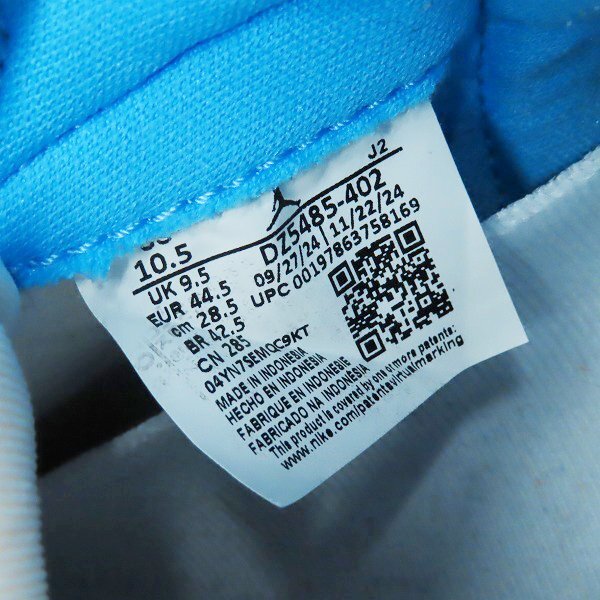 J2
10.5
DZ5485-402
UK 9.5
09/27/24 | 11/22/24
EUR 44.5
UPC 00197863758169
cm 28.5
BR 42.5
CN 285
04YN7SEMQC9KT
MADE IN INDONESIA
HECHO EN INDONESIA
FABRIQUE EN INDONESIE
FABRICADO NA INDONESIA
This product is covered by one or more patents:
www.nike.com/patentsvirtualmarking